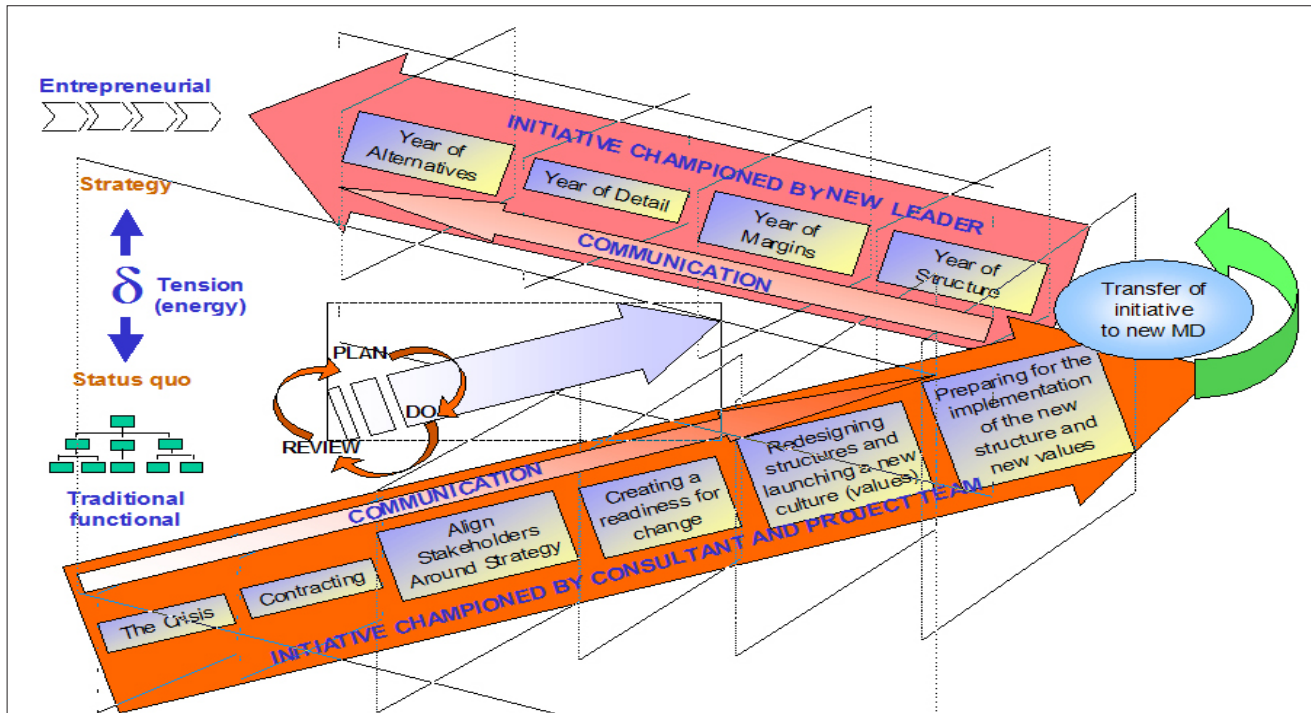 Entrepreneurial
Strategy
δ
Tension
(energy)
Status quo
Traditional
functional
INITIATIVE CHAMPIONED BY NEW LEADER
Year of
Alternatives
Year of Detail
Year of
Margins
Year of
Structure
COMMUNICATION
Transfer of
initiative
to new MD
PLAN
DO
REVIEW
COMMUNICATION
The Crisis
Contracting
Align
Stakeholders
Around Strategy
Creating a
readiness for
change
Redesigning
structures and
launching a new
culture (values)
Preparing for the
implementation
of the new
structure and
new values
INITIATIVE CHAMPIONED BY CONSULTANT AND PROJECT TEAM